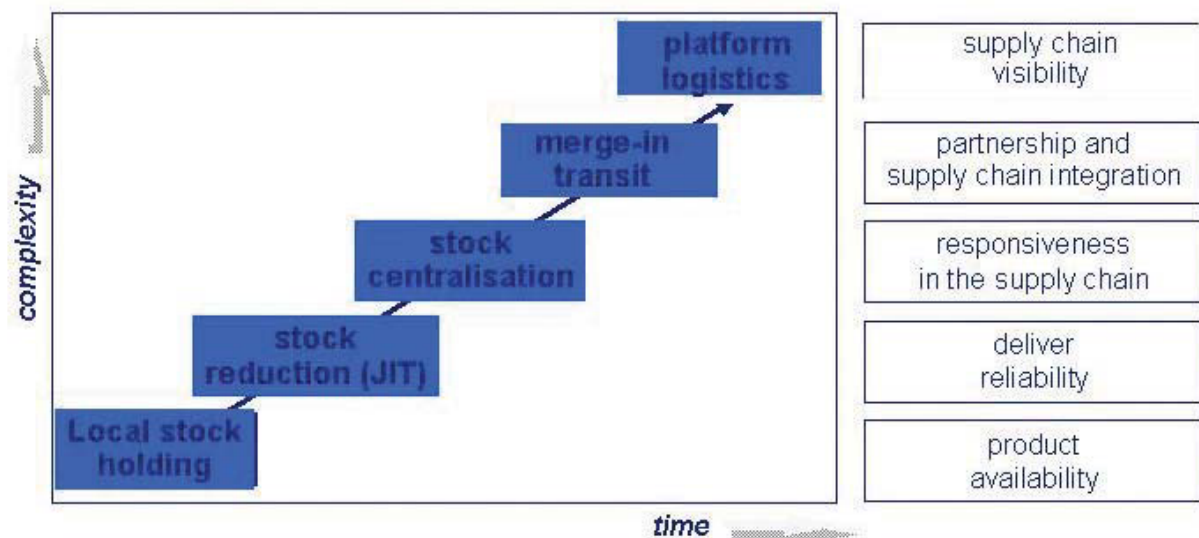 platform
logistics
supply chain
visibility
merge-in
transit
partnership and
supply chain integration
stock
centralisation
responsiveness
in the supply chain
stock
reduction (JIT)
deliver
reliability
Local stock
holding
product
availability
complexity
time